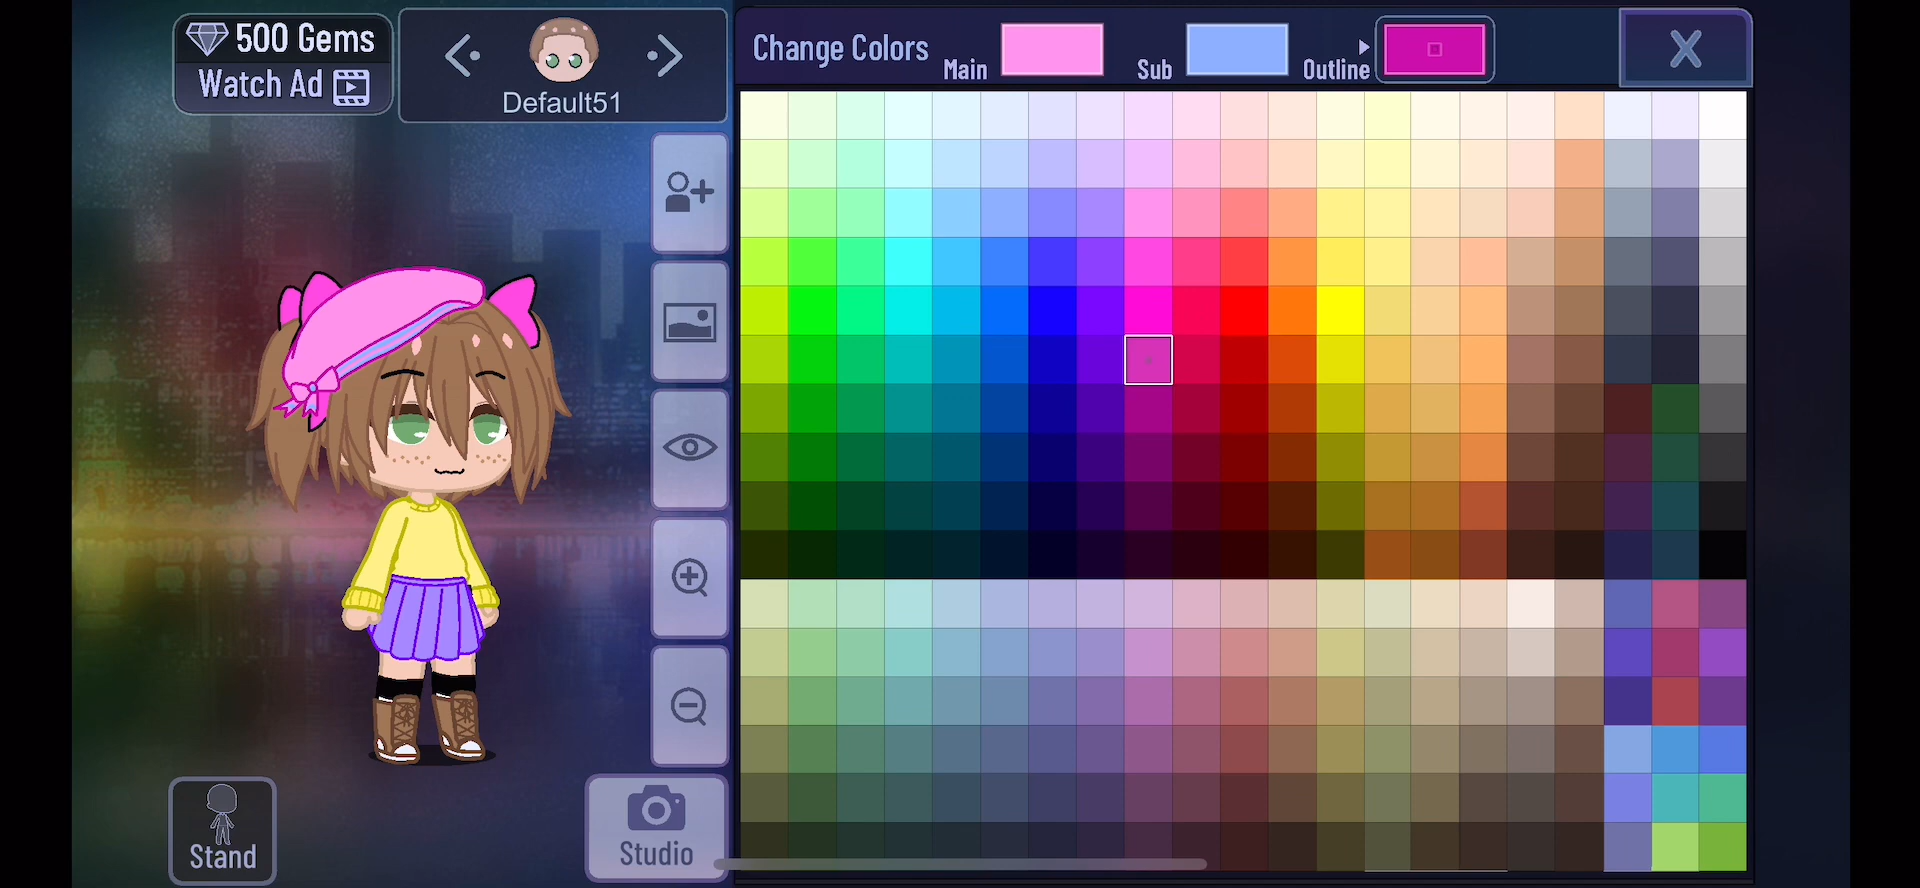 500 Gems
Watch Ad
Default51
Change Colors
Main
Sub
Outline
X
Stand
Studio